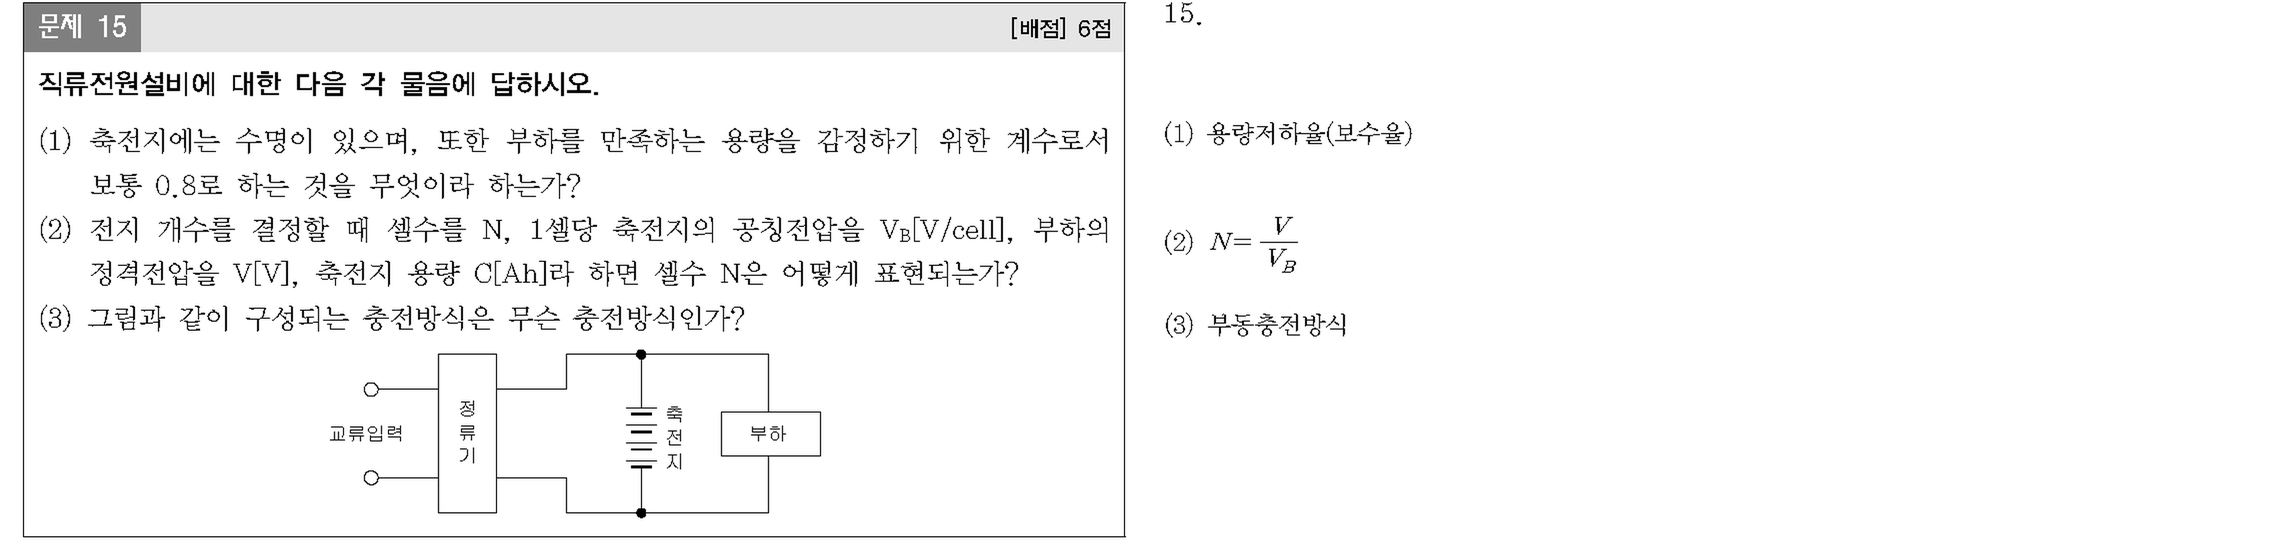 문제 15
[배점] 6점
직류전원설비에 대한 다음 각 물음에 답하시오.
(1) 축전지에는 수명이 있으며, 또한 부하를 만족하는 용량을 감정하기 위한 계수로서
보통 0.8로 하는 것을 무엇이라 하는가?
(2) 전지 개수를 결정할 때 셀수를 N, 1셀당 축전지의 공칭전압을 V_B[V/cell], 부하의
정격전압을 V[V], 축전지 용량 C[Ah]라 하면 셀수 N은 어떻게 표현되는가?
(3) 그림과 같이 구성되는 충전방식은 무슨 충전방식인가?
교류입력
정류기
축전지
부하
15.
(1) 용량저하율(보수율)
(2) N=V/V_B
(3) 부동충전방식